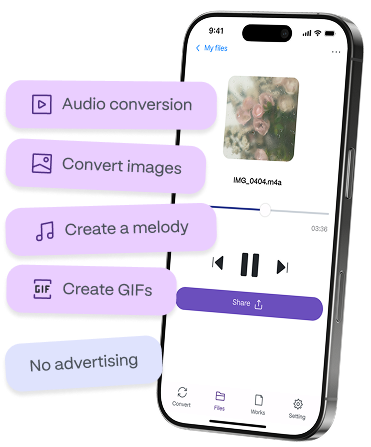 9:41
My files
Audio conversion
Convert images
IMG_0404.m4a
Create a melody
03:36
GIF
Create GIFs
Share
No advertising
Convert
Files
Works
Setting